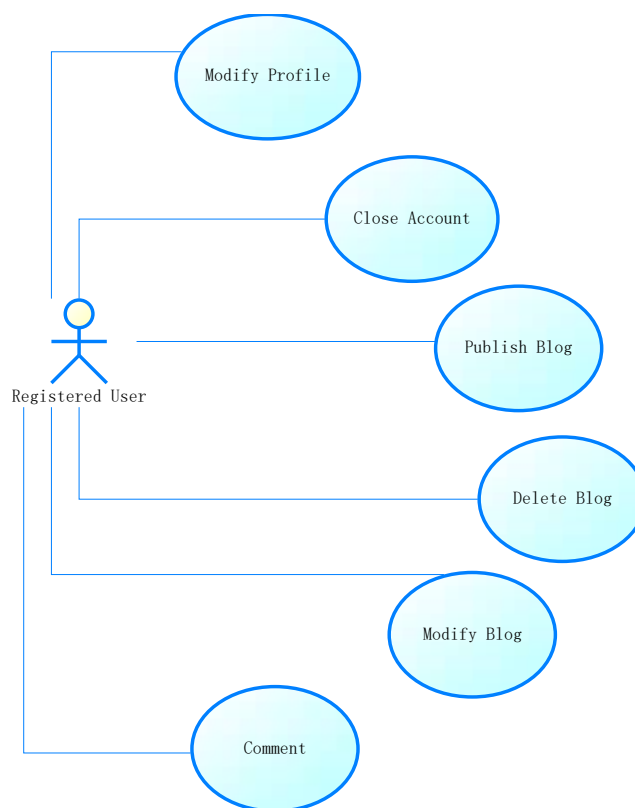 Modify Profile
Close Account
Publish Blog
Registered User
Delete Blog
Modify Blog
Comment